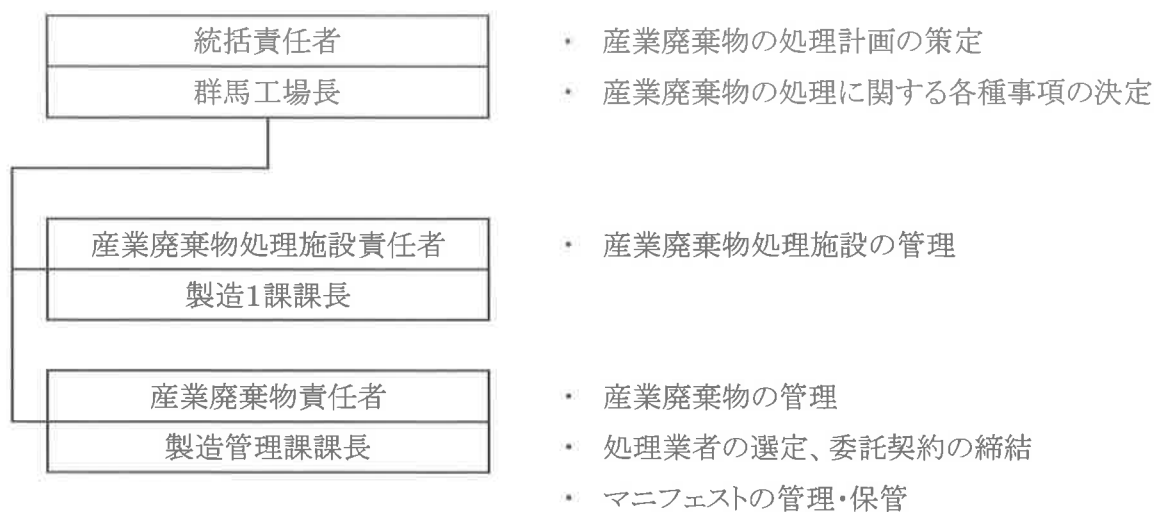 統括責任者
群馬工場長
・ 産業廃棄物の処理計画の策定
・ 産業廃棄物の処理に関する各種事項の決定
産業廃棄物処理施設責任者
製造1課課長
・ 産業廃棄物処理施設の管理
産業廃棄物責任者
製造管理課課長
・ 産業廃棄物の管理
・ 処理業者の選定、委託契約の締結
・ マニフェストの管理・保管